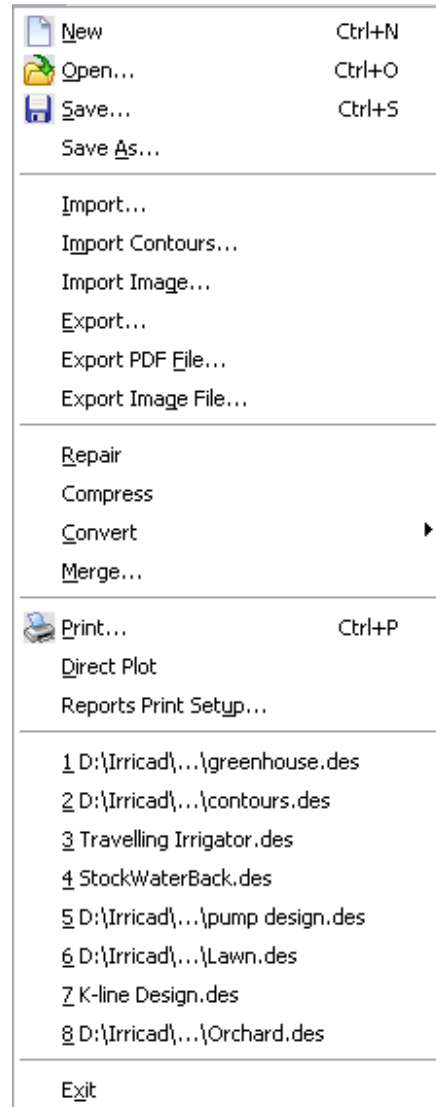 New Ctrl+N
Open... Ctrl+O
Save... Ctrl+S
Save As...
Import...
Import Contours...
Import Image...
Export...
Export PDF File...
Export Image File...
Repair
Compress
Convert
Merge...
Print... Ctrl+P
Direct Plot
Reports Print Setup...
1 D:\Irricad\...\greenhouse.des
2 D:\Irricad\...\contours.des
3 Travelling Irrigator.des
4 StockWaterBack.des
5 D:\Irricad\...\pump design.des
6 D:\Irricad\...\Lawn.des
7 K-line Design.des
8 D:\Irricad\...\Orchard.des
Exit